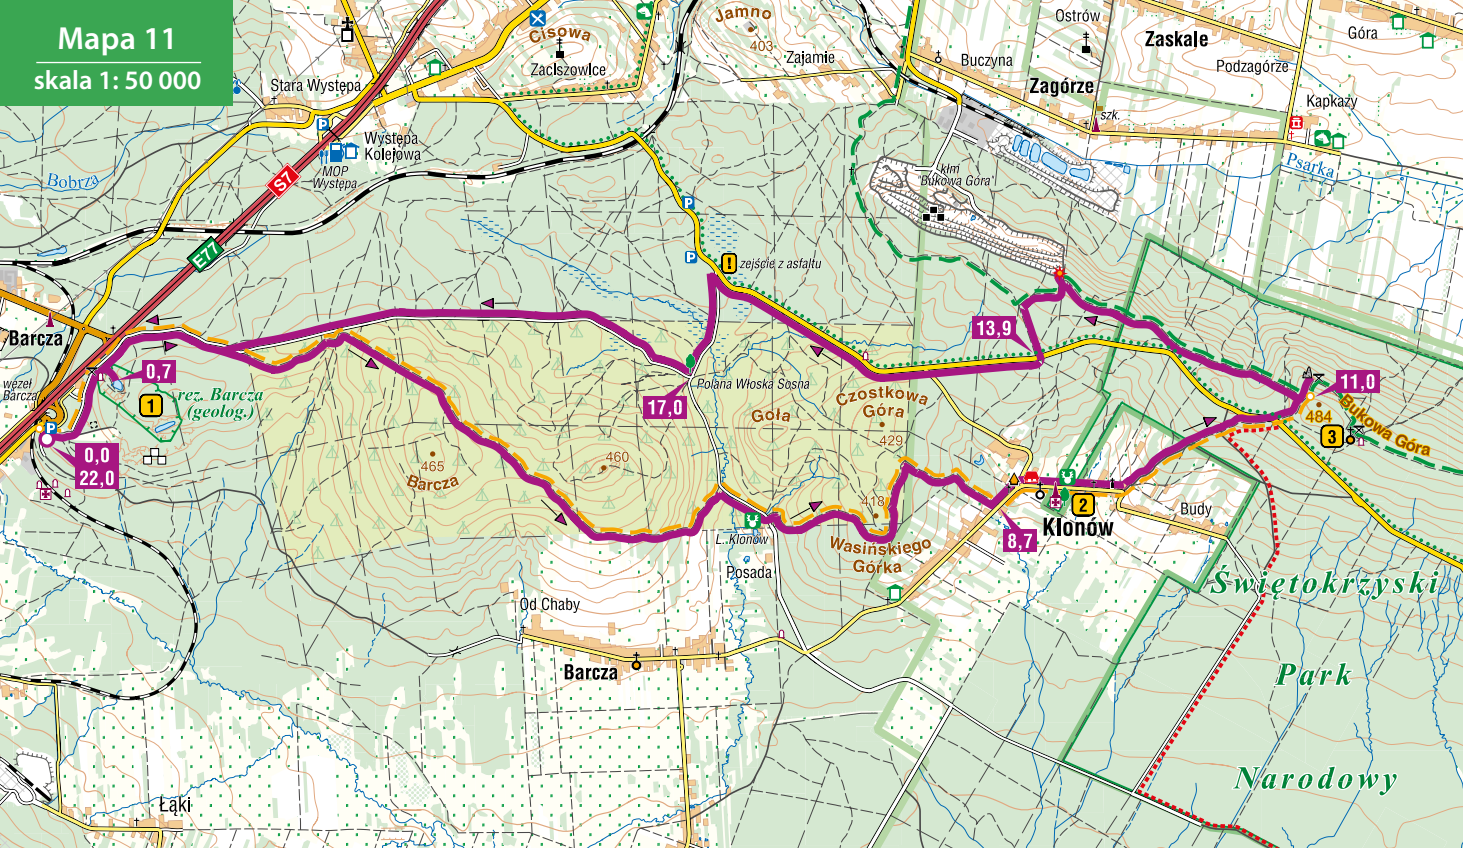 Mapa 11
skala 1: 50 000
Cisowa
Zaciszowice
Jamno
403
Zajamie
Buczyna
Ostrów
Zaskale
Góra
Podzagórze
Zagórze
Kapkazy
szk.
Stara Występa
P
Występa
Kolejowa
MOP
Występa
S7
E77
Bobrza
Psarka
kłm
"Bukowa Góra"
P
P
! zejście z asfaltu
Barcza
węzeł
Barcza
P
0,7
1
rez. Barcza
(geolog.)
0,0
22,0
13,9
17,0
Polana Włoska Sosna
Goła
Czostkowa
Góra
429
11,0
484
3
Bukowa Góra
465
Barcza
460
418
L. Klonów
Wasińskiego
Górka
8,7
2
Klonów
Budy
Posada
Od Chaby
Barcza
Świętokrzyski
Park
Narodowy
Łąki